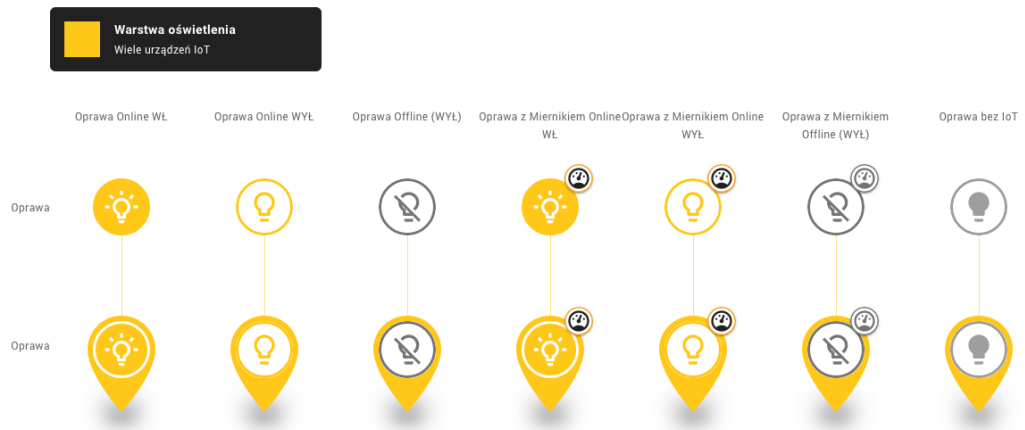 Warstwa oświetlenia
Wiele urządzeń IoT
Oprawa Online WŁ
Oprawa Online WYŁ
Oprawa Offline (WYŁ)
Oprawa z Miernikiem Online
WŁ
Oprawa z Miernikiem Online
WYŁ
Oprawa z Miernikiem
Offline (WYŁ)
Oprawa bez IoT
Oprawa
Oprawa